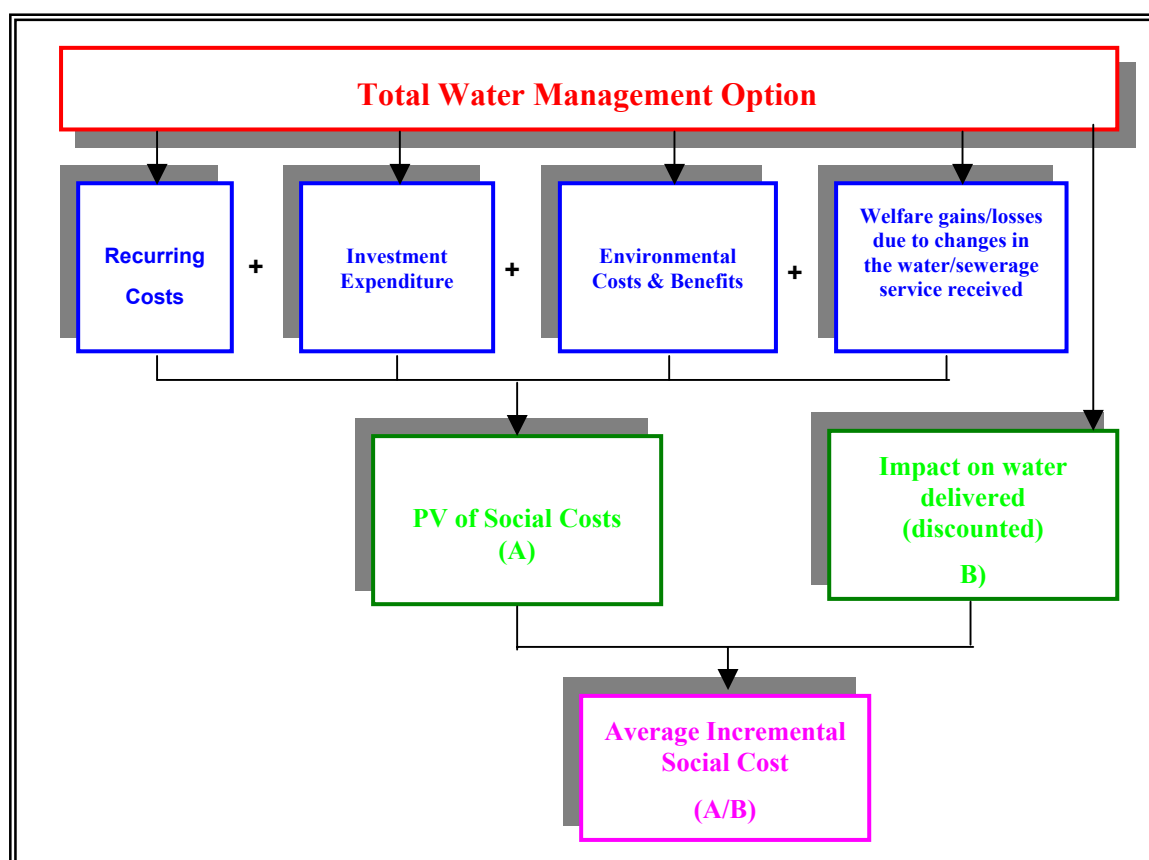 Total Water Management Option
Recurring
Costs
+
Investment
Expenditure
+
Environmental
Costs & Benefits
+
Welfare gains/losses
due to changes in
the water/sewerage
service received
PV of Social Costs
(A)
Impact on water
delivered
(discounted)
B)
Average Incremental
Social Cost
(A/B)